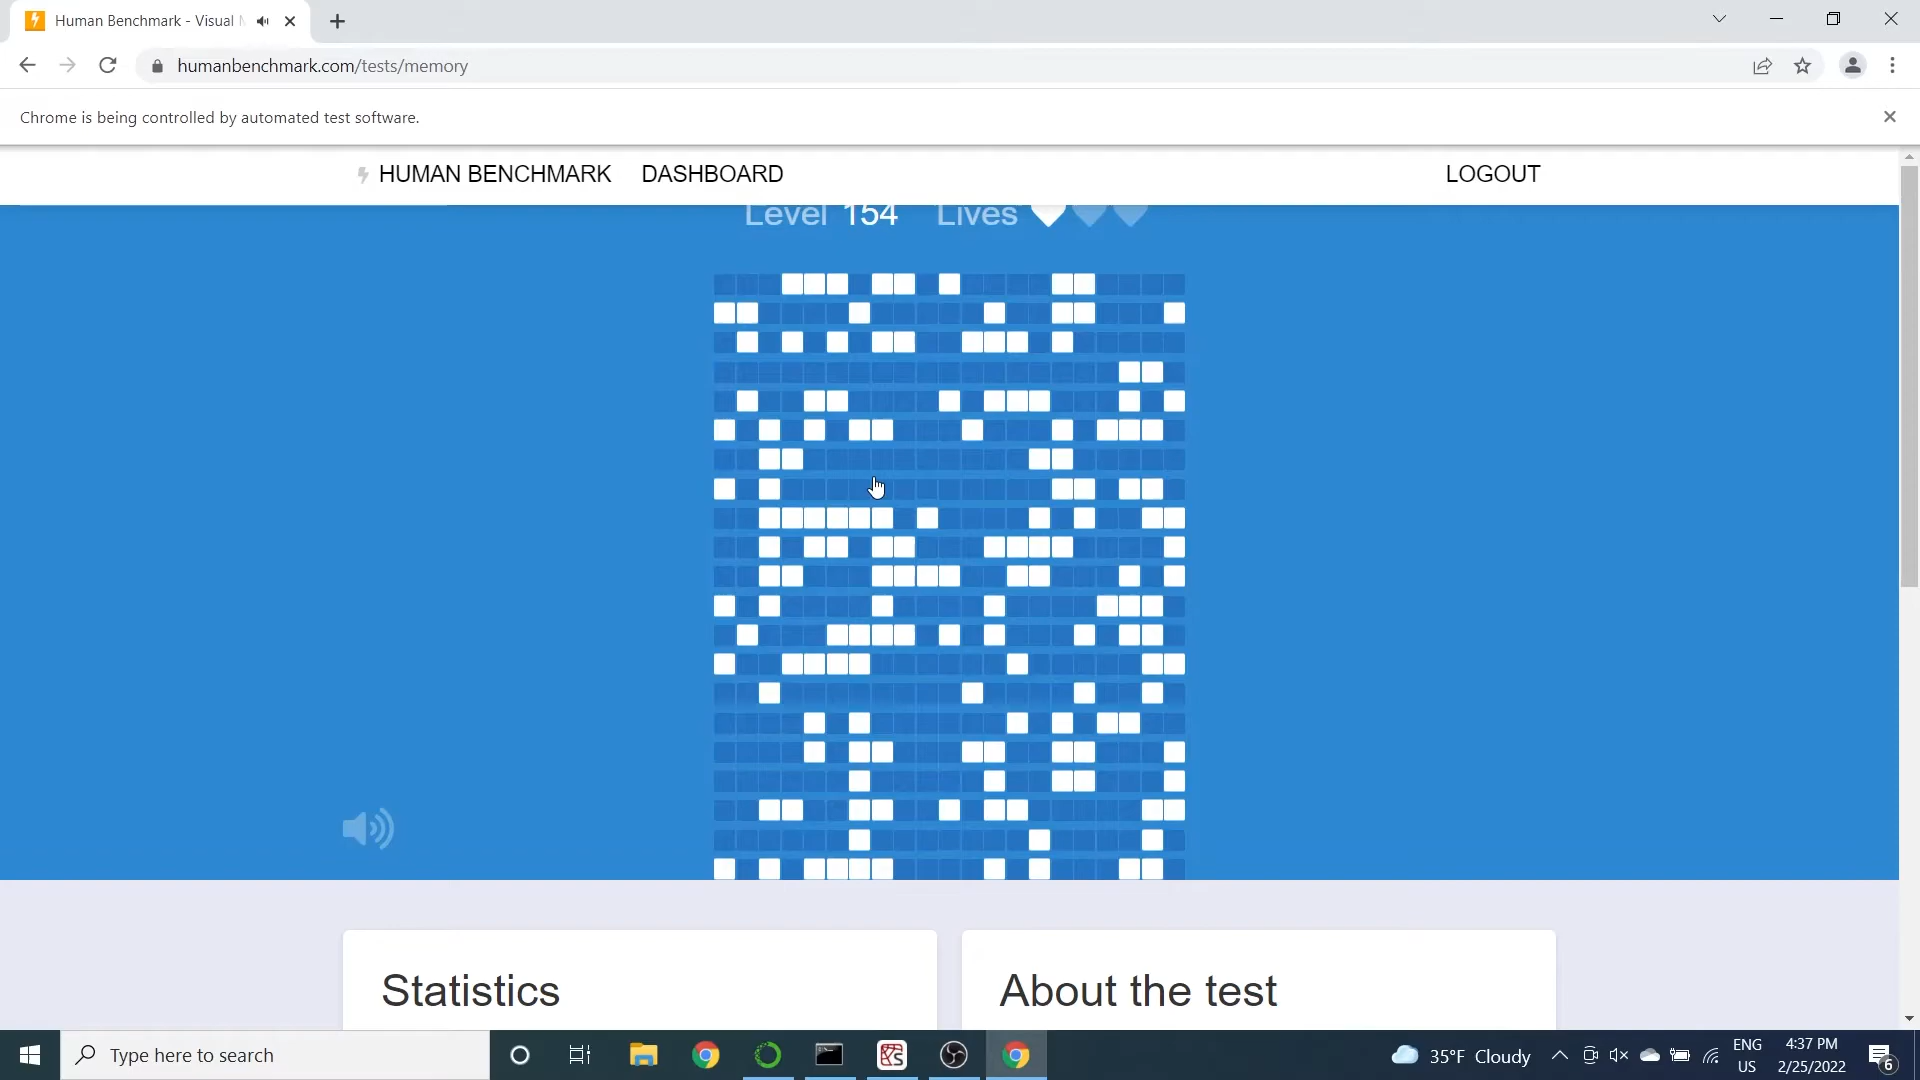 Human Benchmark - Visual
humanbenchmark.com/tests/memory
Chrome is being controlled by automated test software.
HUMAN BENCHMARK DASHBOARD LOGOUT
Level 154 Lives
Statistics
About the test
Type here to search
35°F Cloudy
ENG
US
4:37 PM
2/25/2022
6